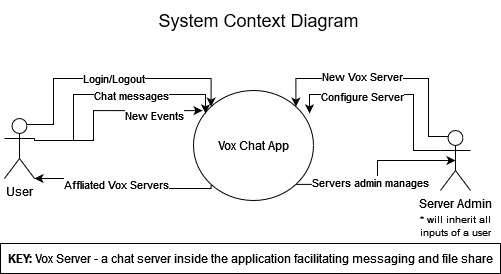 System Context Diagram
Login/Logout
Chat messages
New Events
Affliated Vox Servers
Vox Chat App
New Vox Server
Configure Server
Servers admin manages
User
Server Admin
* will inherit all
inputs of a user
KEY: Vox Server - a chat server inside the application facilitating messaging and file share